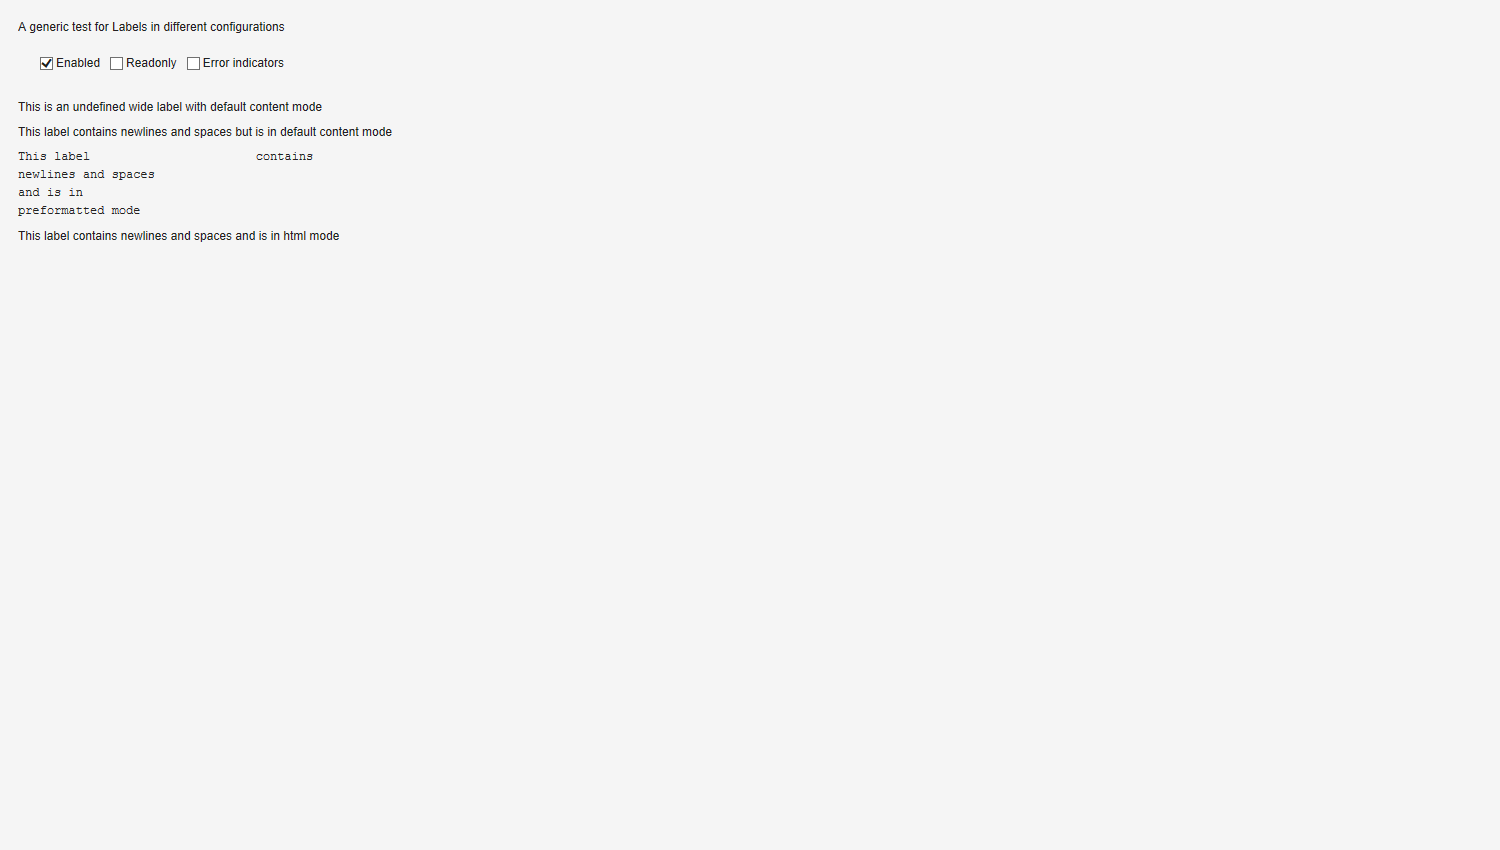 A generic test for Labels in different configurations
Enabled Readonly Error indicators
This is an undefined wide label with default content mode
This label contains newlines and spaces but is in default content mode
This label                       contains
newlines and spaces
and is in
preformatted mode
This label contains newlines and spaces and is in html mode